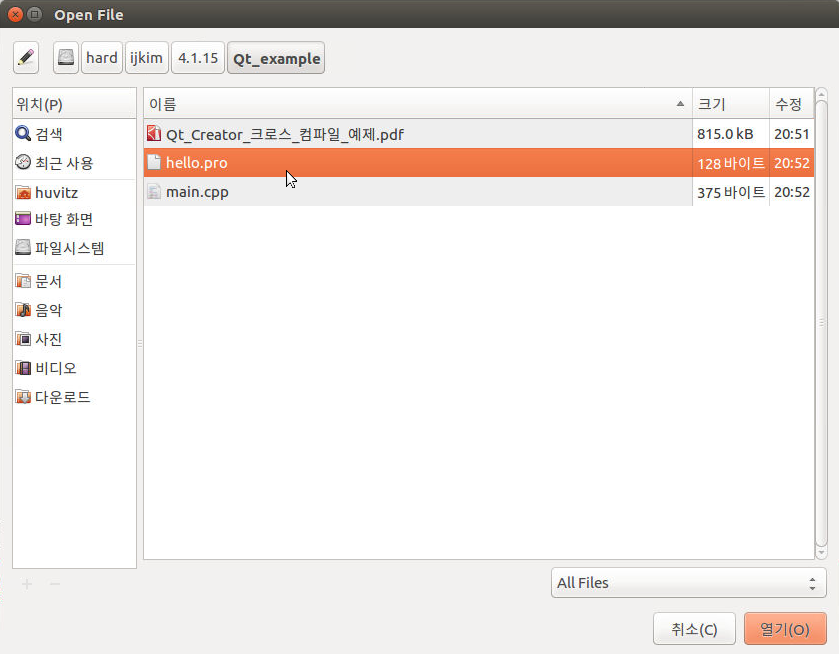 Open File
hard ijkim 4.1.15 Qt_example
위치(P)
검색
최근 사용
huvitz
바탕 화면
파일시스템
문서
음악
사진
비디오
다운로드
이름 크기 수정
Qt_Creator_크로스_컴파일_예제.pdf 815.0 kB 20:51
hello.pro 128 바이트 20:52
main.cpp 375 바이트 20:52
All Files
취소(C) 열기(O)